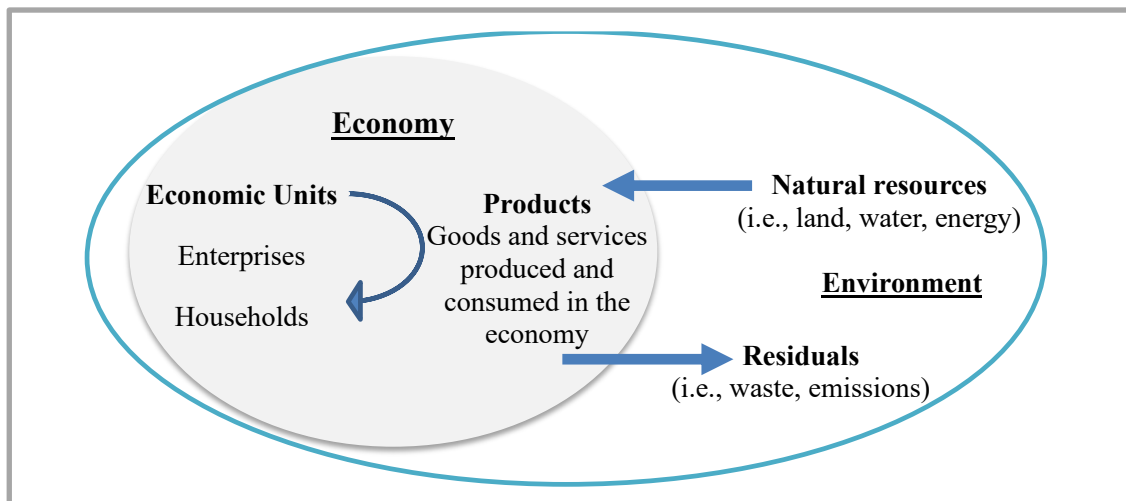 Economy
Economic Units
Enterprises
Households
Products
Goods and services
produced and
consumed in the
economy
Natural resources
(i.e., land, water, energy)
Environment
Residuals
(i.e., waste, emissions)